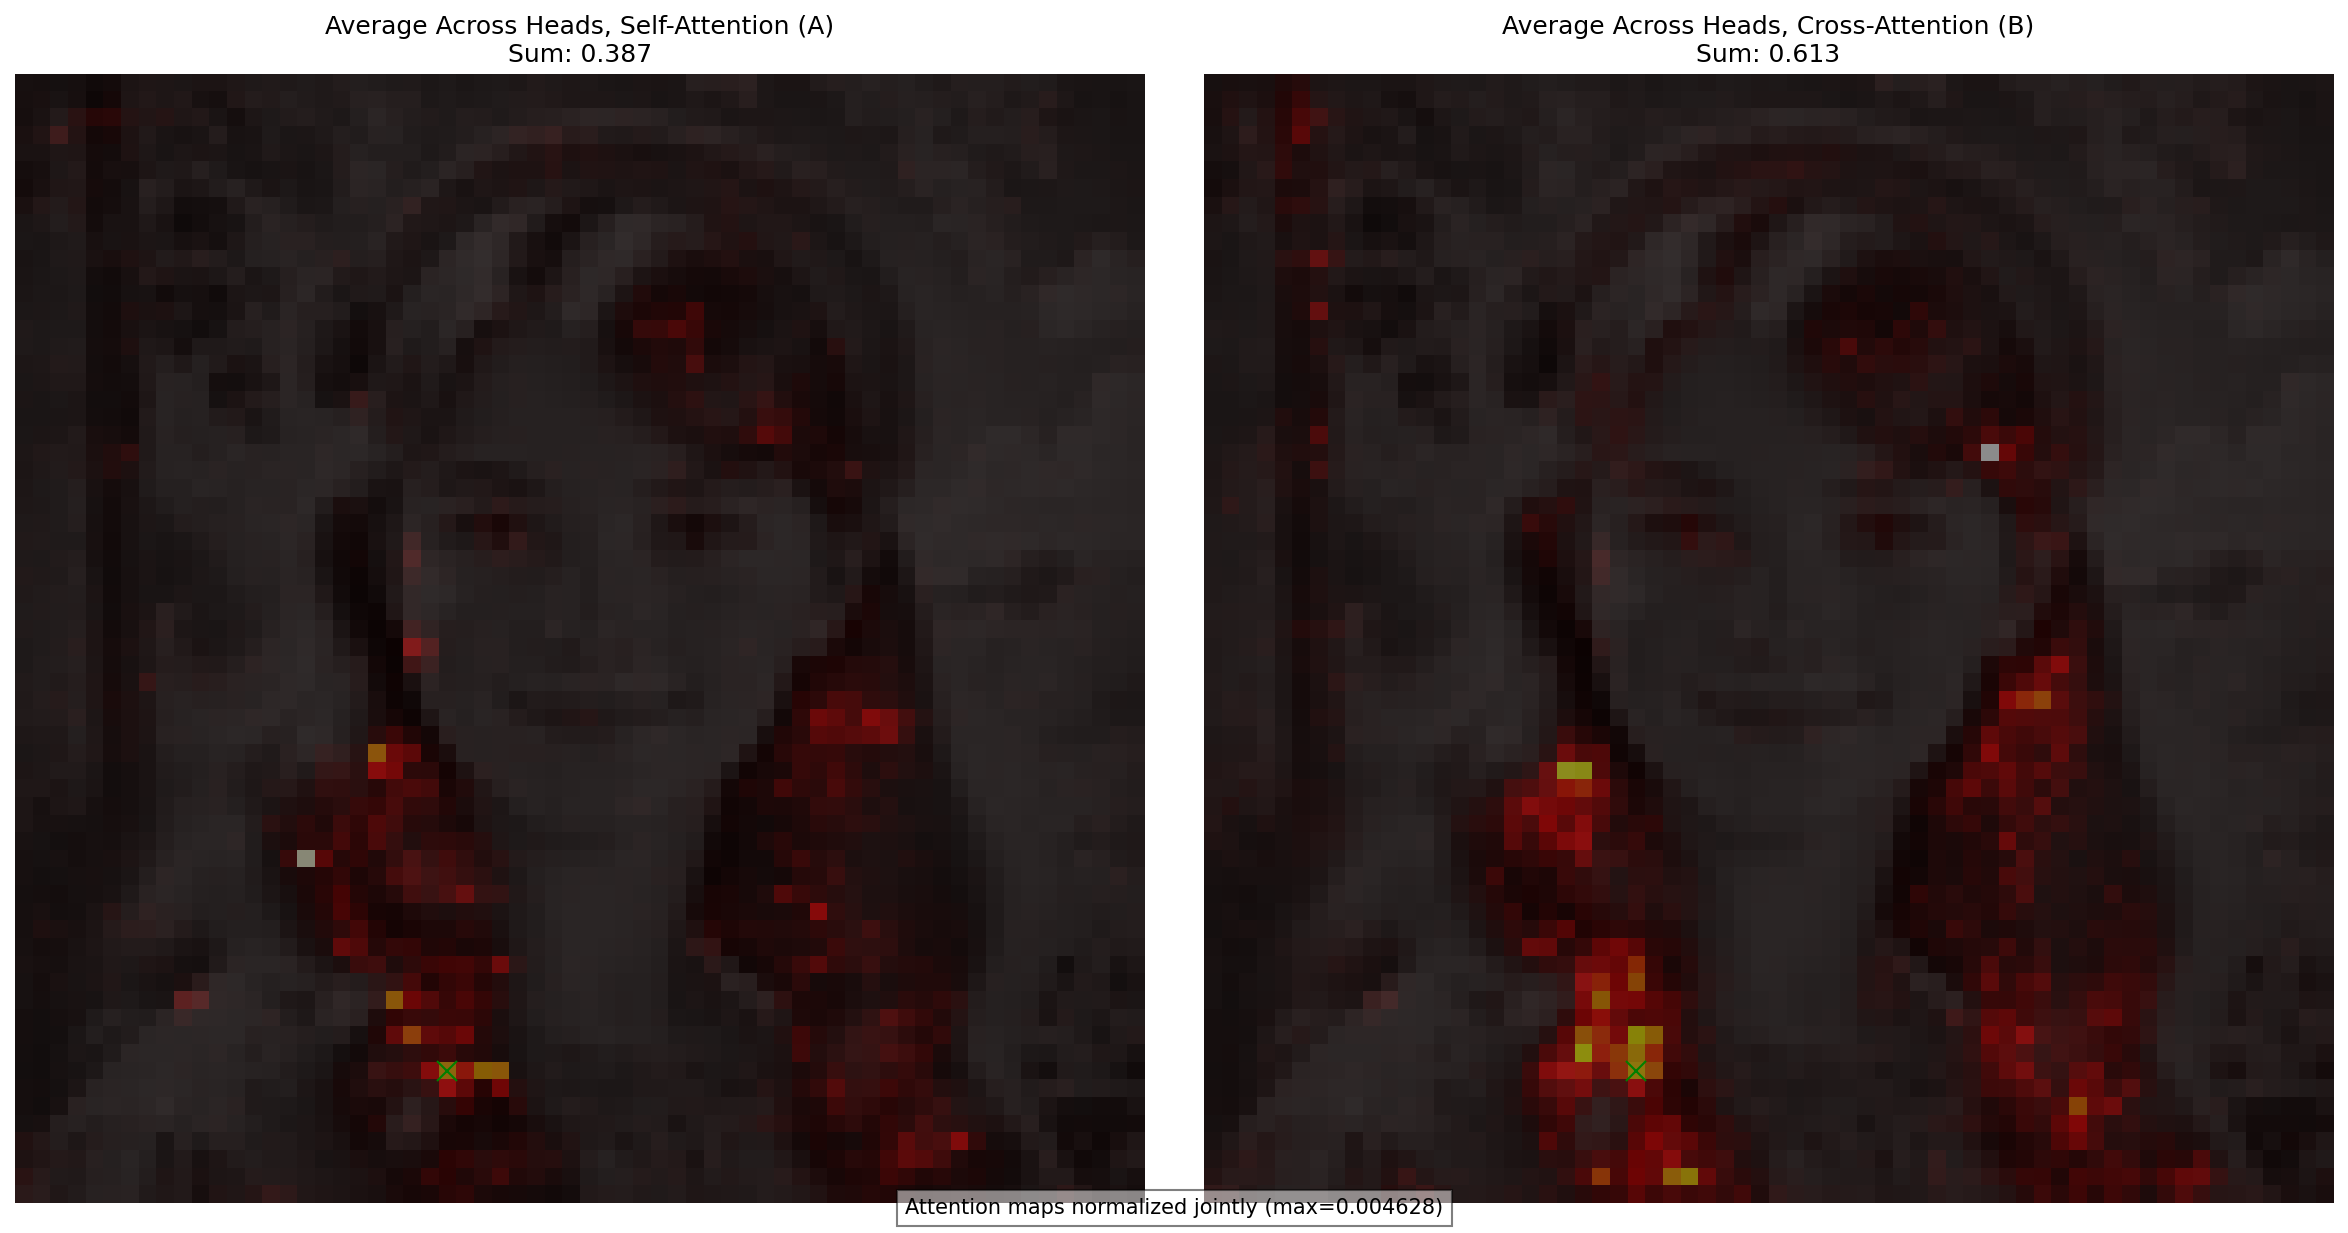 Average Across Heads, Self-Attention (A)
Sum: 0.387
Average Across Heads, Cross-Attention (B)
Sum: 0.613
Attention maps normalized jointly (max=0.004628)